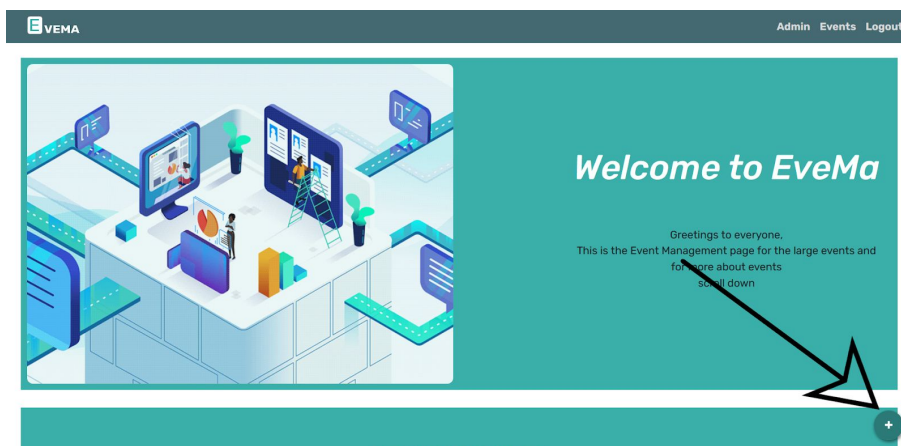 EVEMA
Admin Events Logout
Welcome to EveMa
Greetings to everyone,
This is the Event Management page for the large events and
for more about events
scroll down
+